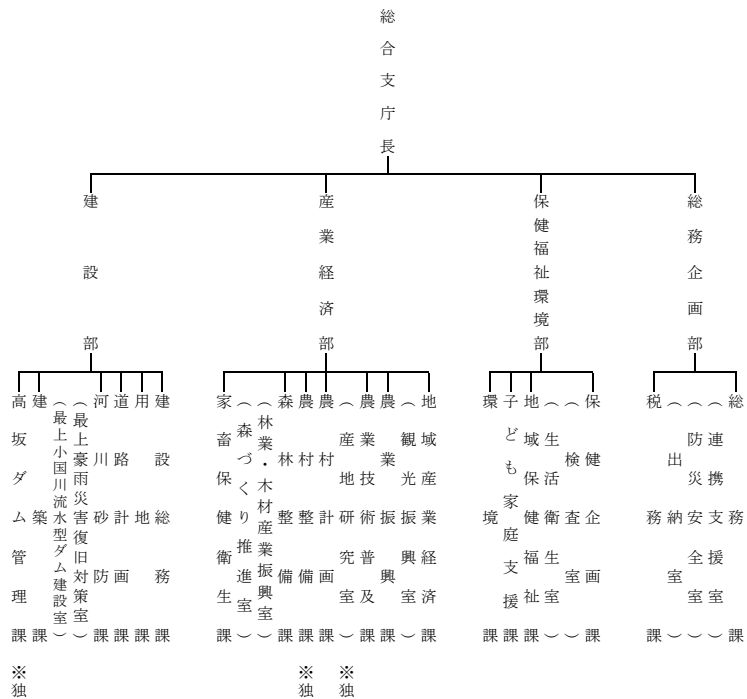 総合支庁長
総務企画部
保健福祉環境部
産業経済部
建設部
総務課
（連携支援室）
（防災安全室）
（出納室）
税務課
保健企画課
（検査室）
（生活衛生室）
地域保健福祉課
子ども家庭支援課
環境課
地域産業経済課
（観光振興室）
農業振興課
農業技術普及課
（産地研究室）※独
農村計画課
農村整備課※独
森林整備課
（林業・木材産業振興室）
（森づくり推進室）
家畜保健衛生課
建設総務課
用地課
道路計画課
河川砂防課
（最上豪雨災害復旧対策室）
（最上小国川流水型ダム建設室）
建築課
高坂ダム管理課※独